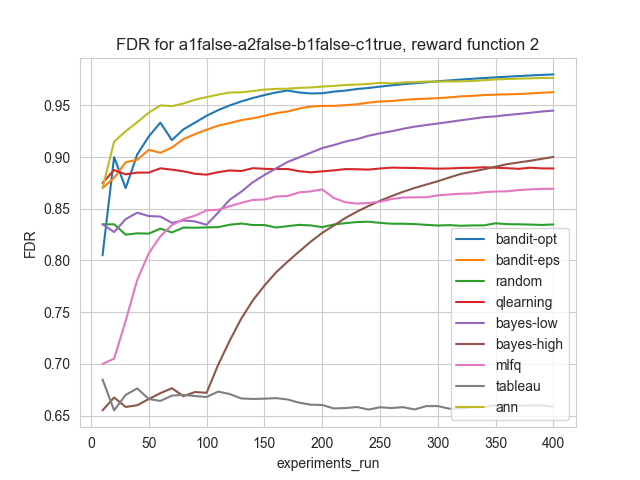 FDR for a1false-a2false-b1false-c1true, reward function 2
FDR
0.95
0.90
0.85
0.80
0.75
0.70
0.65
0
50
100
150
200
250
300
350
400
experiments_run
bandit-opt
bandit-eps
random
qlearning
bayes-low
bayes-high
mlfq
tableau
ann